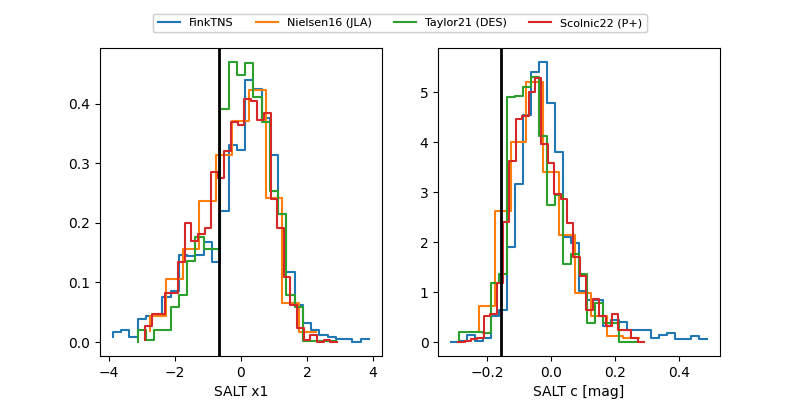 FinkTNS Nielsen16 (JLA) Taylor21 (DES) Scolnic22 (P+)
0.4
0.3
0.2
0.1
0.0
−4 −2 0 2 4
SALT x1
5
4
3
2
1
0
−0.2 0.0 0.2 0.4
SALT c [mag]